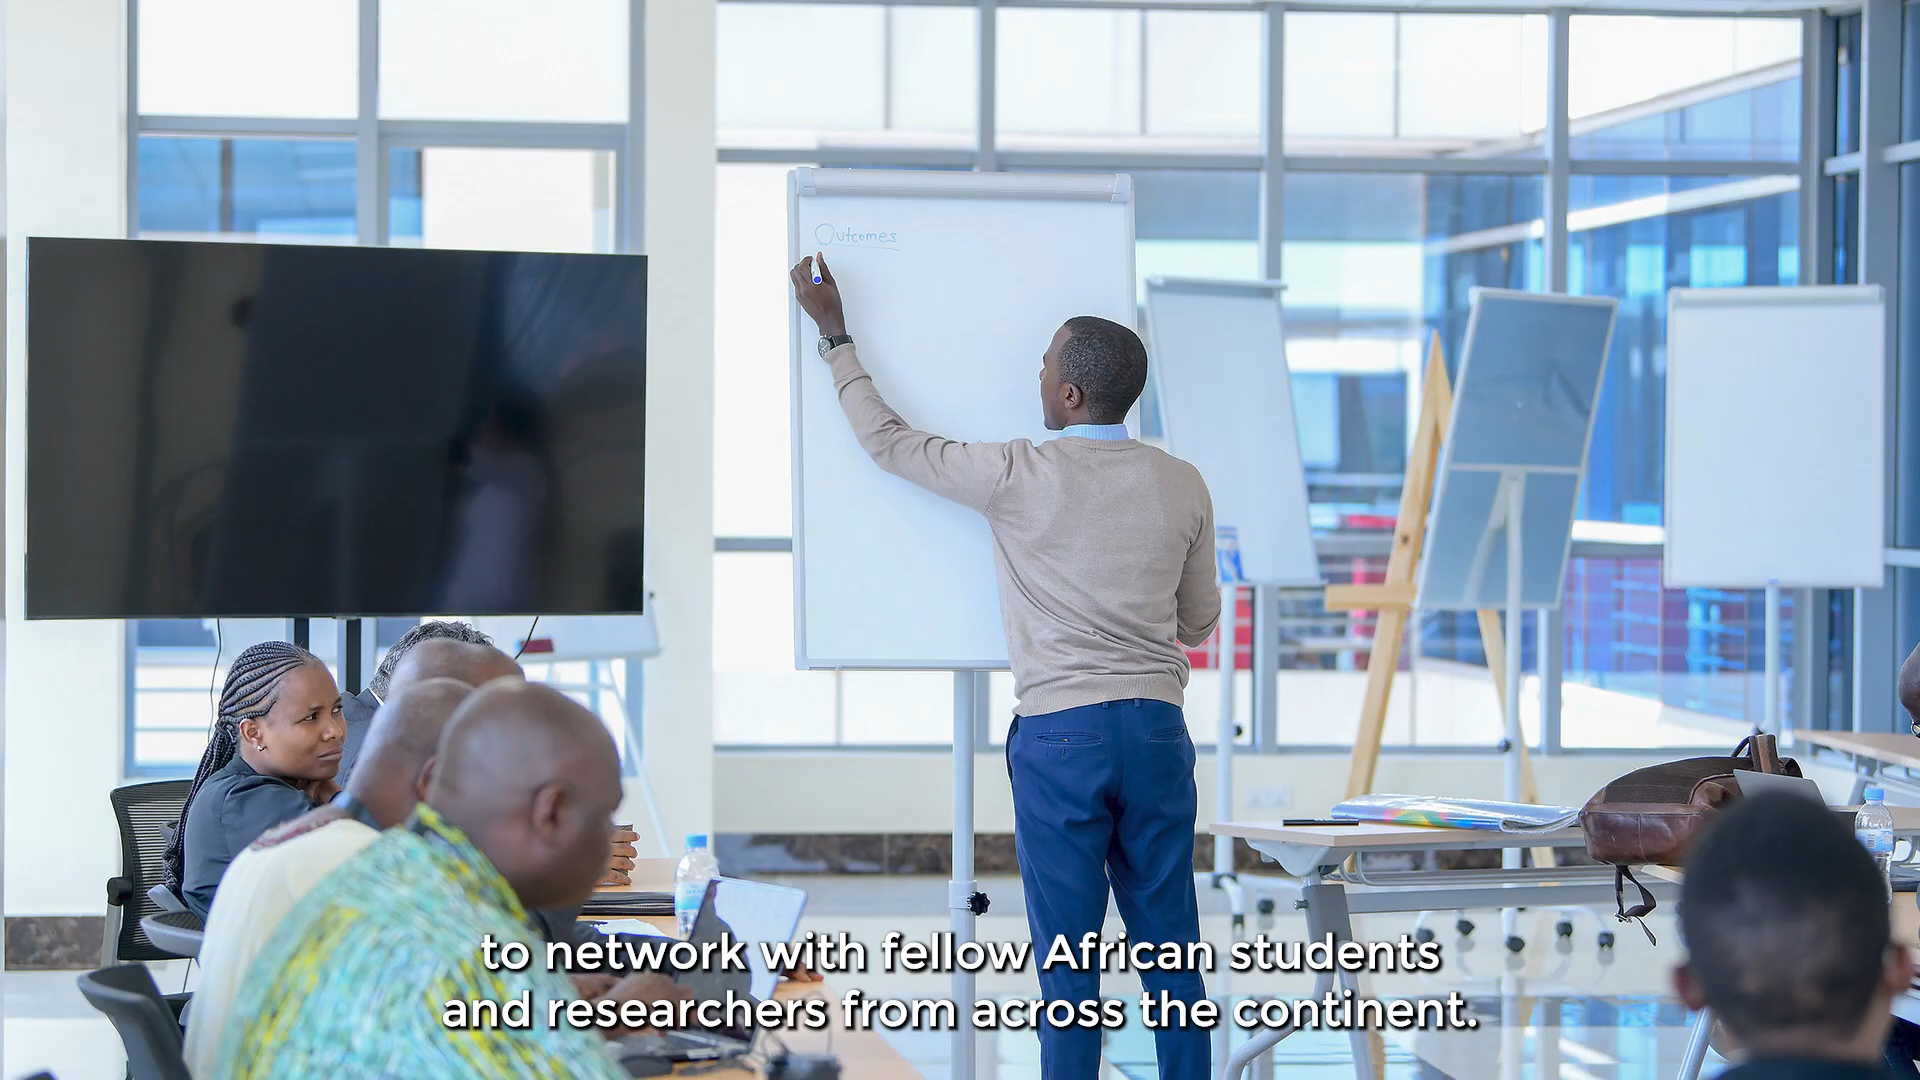 Outcomes
to network with fellow African students
and researchers from across the continent.